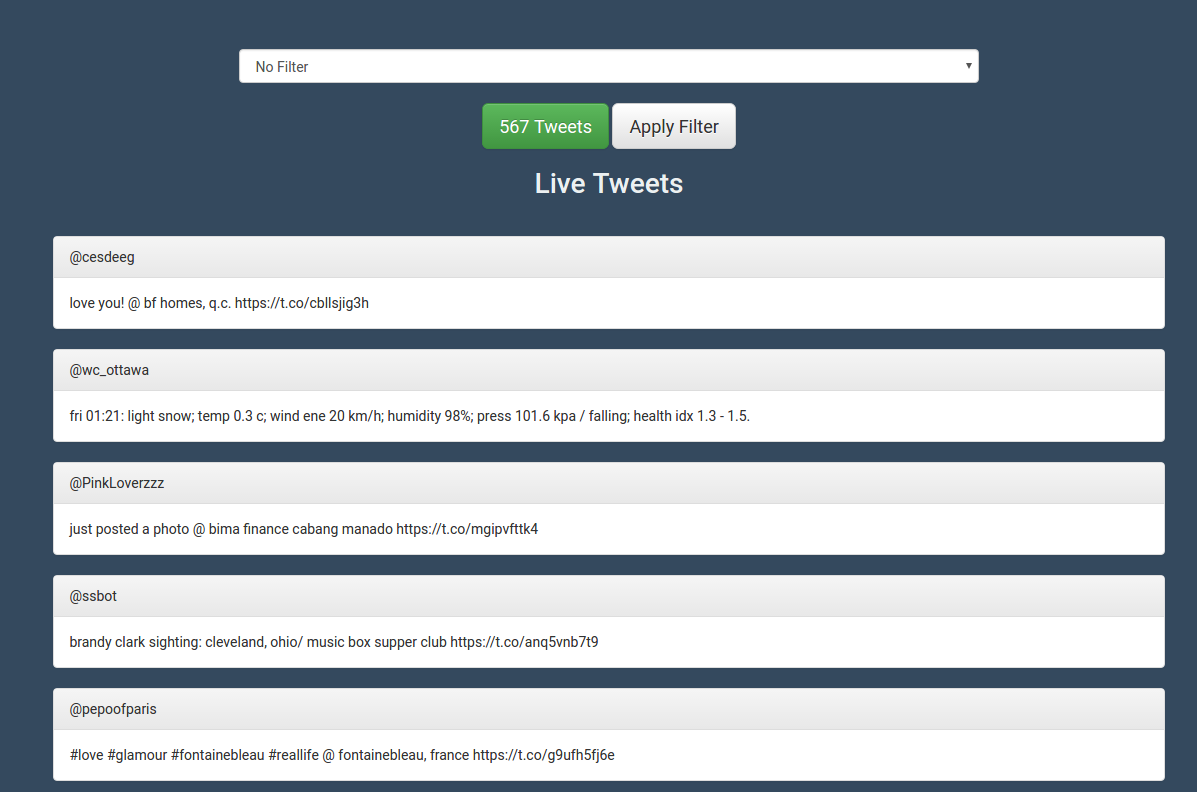 No Filter
567 Tweets Apply Filter
Live Tweets
@cesdeeg
love you! @ bf homes, q.c. https://t.co/cbllsjig3h
@wc_ottawa
fri 01:21: light snow; temp 0.3 c; wind ene 20 km/h; humidity 98%; press 101.6 kpa / falling; health idx 1.3 - 1.5.
@PinkLoverzzz
just posted a photo @ bima finance cabang manado https://t.co/mgipvfttk4
@ssbot
brandy clark sighting: cleveland, ohio/ music box supper club https://t.co/anq5vnb7t9
@pepoofparis
#love #glamour #fontainebleau #reallife @ fontainebleau, france https://t.co/g9ufh5fj6e